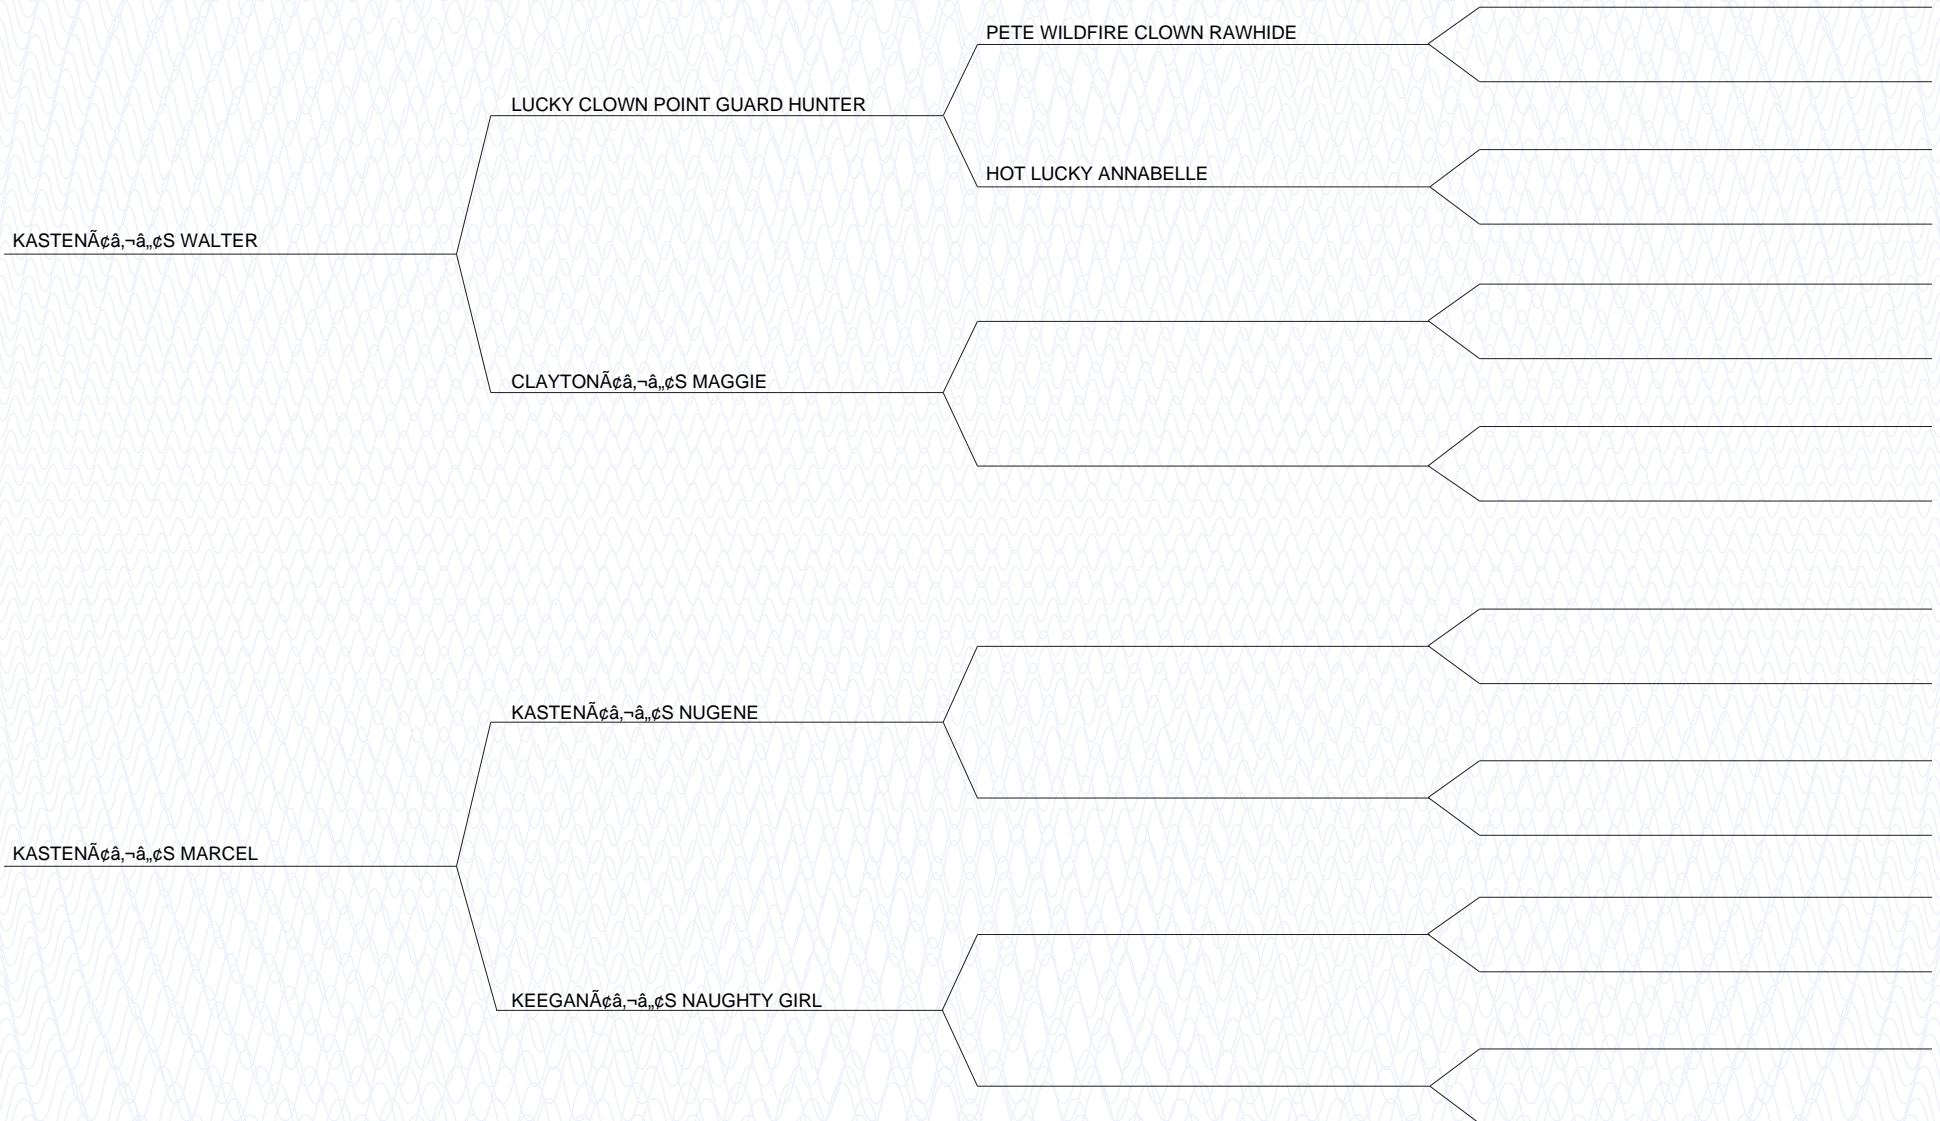 PETE WILDFIRE CLOWN RAWHIDE
LUCKY CLOWN POINT GUARD HUNTER
HOT LUCKY ANNABELLE
KASTENÃ¢â‚¬â„¢S WALTER
CLAYTONÃ¢â‚¬â„¢S MAGGIE
KASTENÃ¢â‚¬â„¢S NUGENE
KASTENÃ¢â‚¬â„¢S MARCEL
KEEGANÃ¢â‚¬â„¢S NAUGHTY GIRL